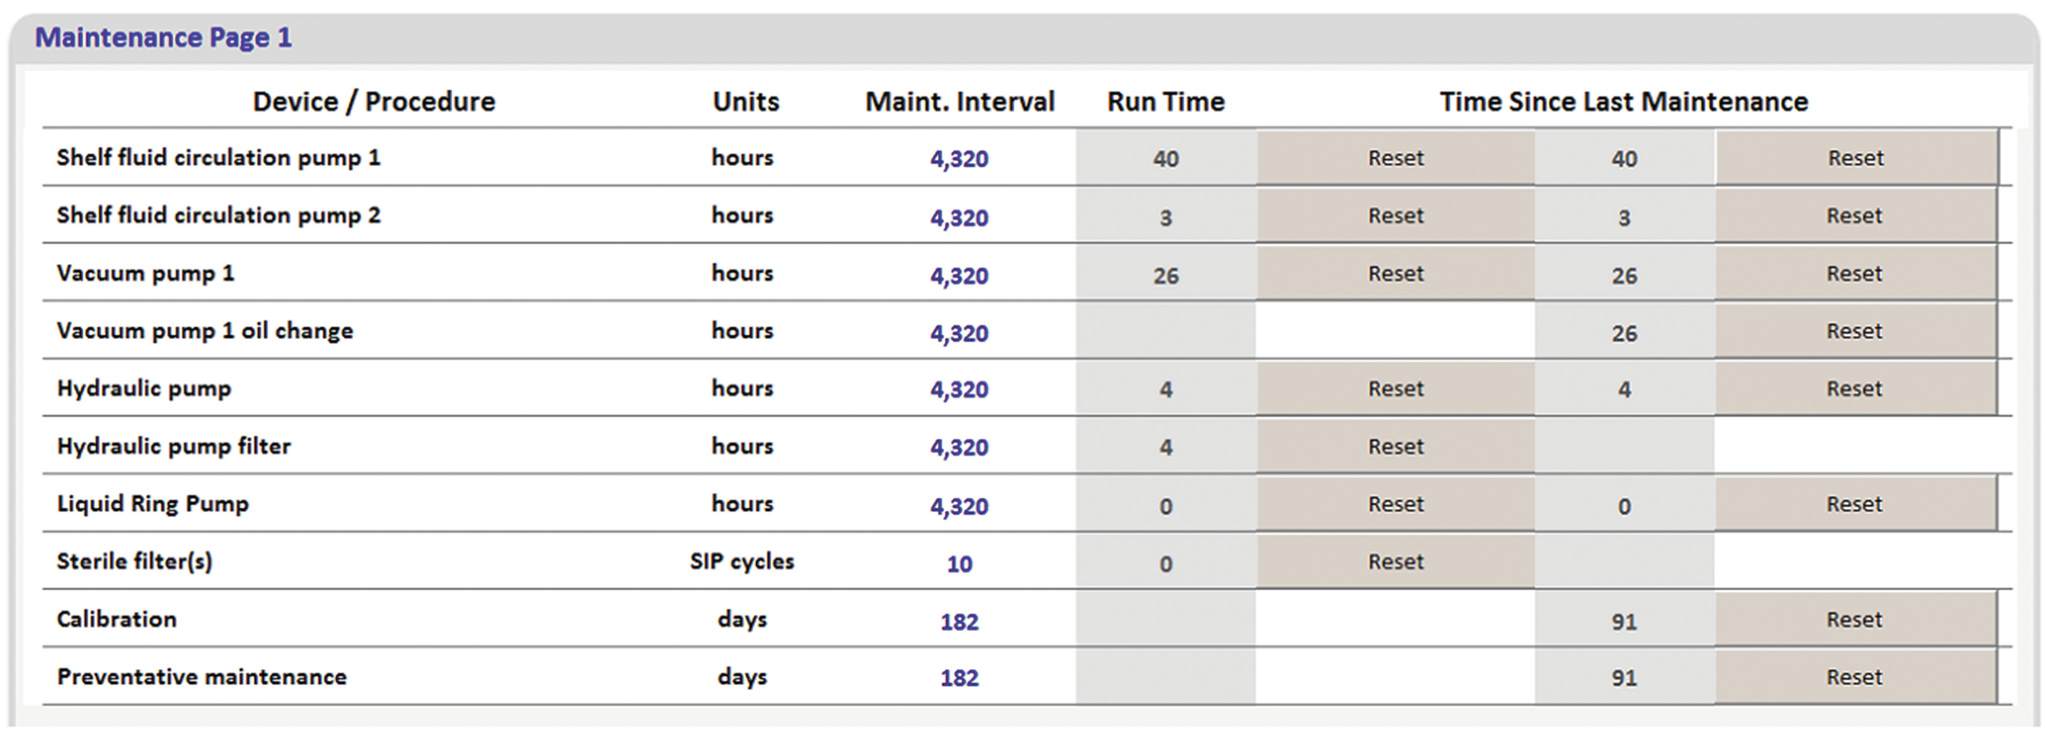 Maintenance Page 1
Device / Procedure Units Maint. Interval Run Time Time Since Last Maintenance
Shelf fluid circulation pump 1 hours 4,320 40 Reset 40 Reset
Shelf fluid circulation pump 2 hours 4,320 3 Reset 3 Reset
Vacuum pump 1 hours 4,320 26 Reset 26 Reset
Vacuum pump 1 oil change hours 4,320 26 Reset
Hydraulic pump hours 4,320 4 Reset 4 Reset
Hydraulic pump filter hours 4,320 4 Reset
Liquid Ring Pump hours 4,320 0 Reset 0 Reset
Sterile filter(s) SIP cycles 10 0 Reset
Calibration days 182 91 Reset
Preventative maintenance days 182 91 Reset